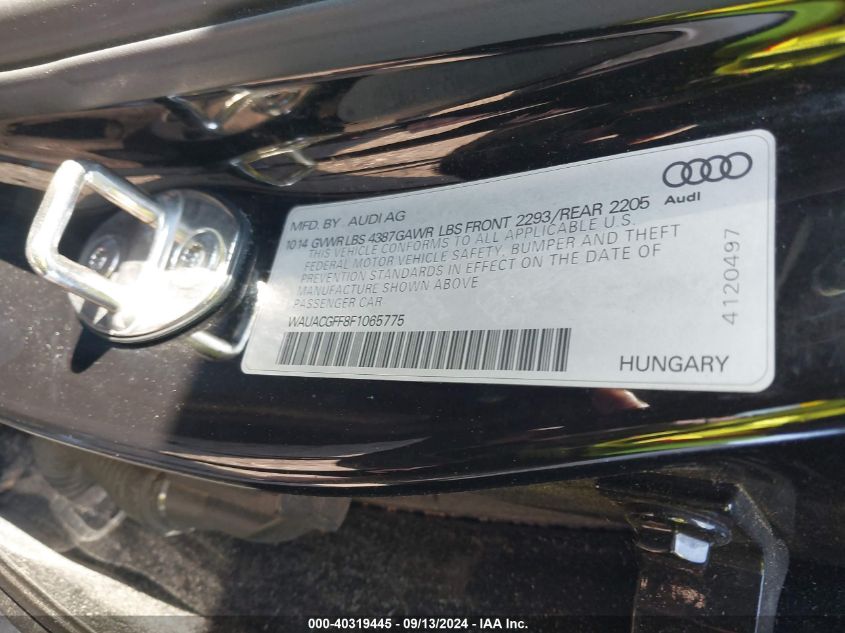 MFD. BY AUDI AG
1014 GVWR LBS 4387GAWR LBS FRONT 2293/REAR 2205
THIS VEHICLE CONFORMS TO ALL APPLICABLE U.S.
FEDERAL MOTOR VEHICLE SAFETY, BUMPER AND THEFT
PREVENTION STANDARDS IN EFFECT ON THE DATE OF
MANUFACTURE SHOWN ABOVE
PASSENGER CAR
WAUACGFF8F1065775
Audi
4120497
HUNGARY
000-40319445 - 09/13/2024 - IAA Inc.